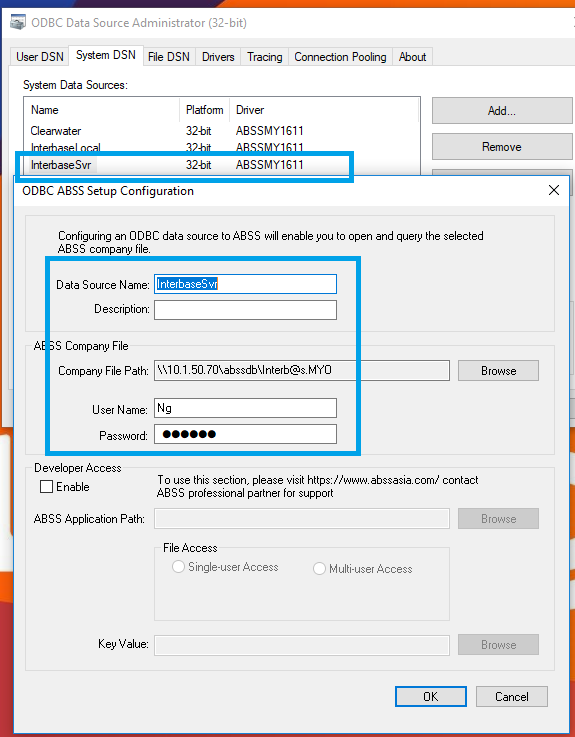 ODBC Data Source Administrator (32-bit)
User DSN System DSN File DSN Drivers Tracing Connection Pooling About
System Data Sources:
Name Platform Driver
Clearwater 32-bit ABSSMY1611
InterbaseLocal 32-bit ABSSMY1611
InterbaseSvr 32-bit ABSSMY1611
Add...
Remove
ODBC ABSS Setup Configuration
Configuring an ODBC data source to ABSS will enable you to open and query the selected
ABSS company file.
Data Source Name: InterbaseSvr
Description:
ABSS Company File
Company File Path: \\10.1.50.70\abssdb\Interb@s.MYO Browse
User Name: Ng
Password: ●●●●●●
Developer Access
Enable
To use this section, please visit https://www.abssasia.com/ contact
ABSS professional partner for support
ABSS Application Path: Browse
File Access
Single-user Access Multi-user Access
Key Value: Browse
OK Cancel